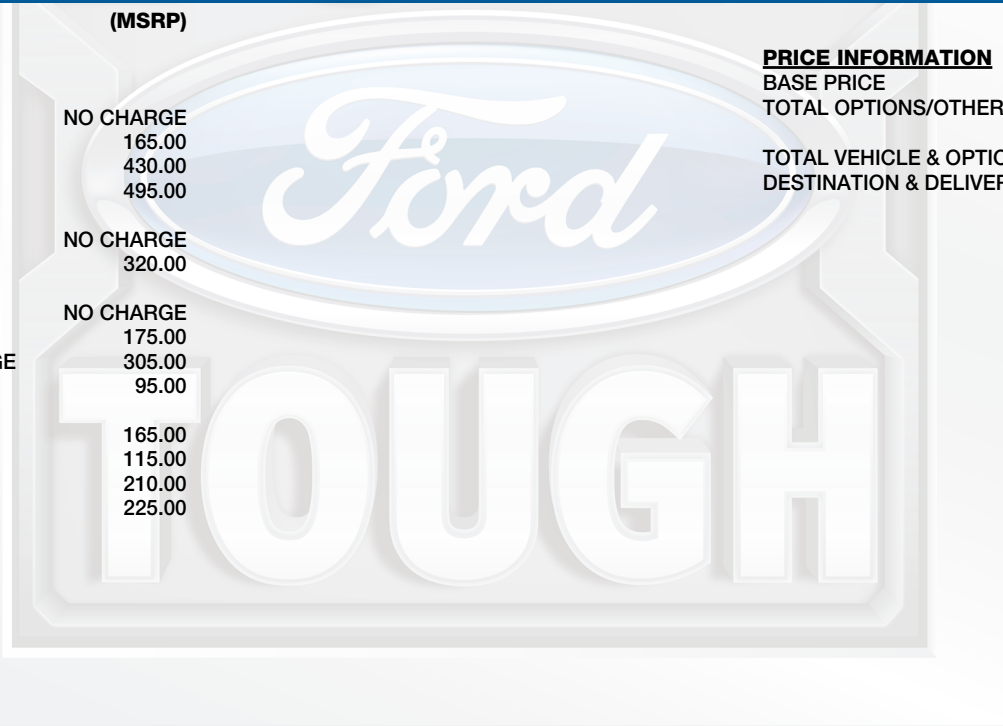 (MSRP)
NO CHARGE
165.00
430.00
495.00
NO CHARGE
320.00
NO CHARGE
175.00
GE 305.00
95.00
165.00
115.00
210.00
225.00
PRICE INFORMATION
BASE PRICE
TOTAL OPTIONS/OTHER
TOTAL VEHICLE & OPTIO
DESTINATION & DELIVER
Ford
TOUGH